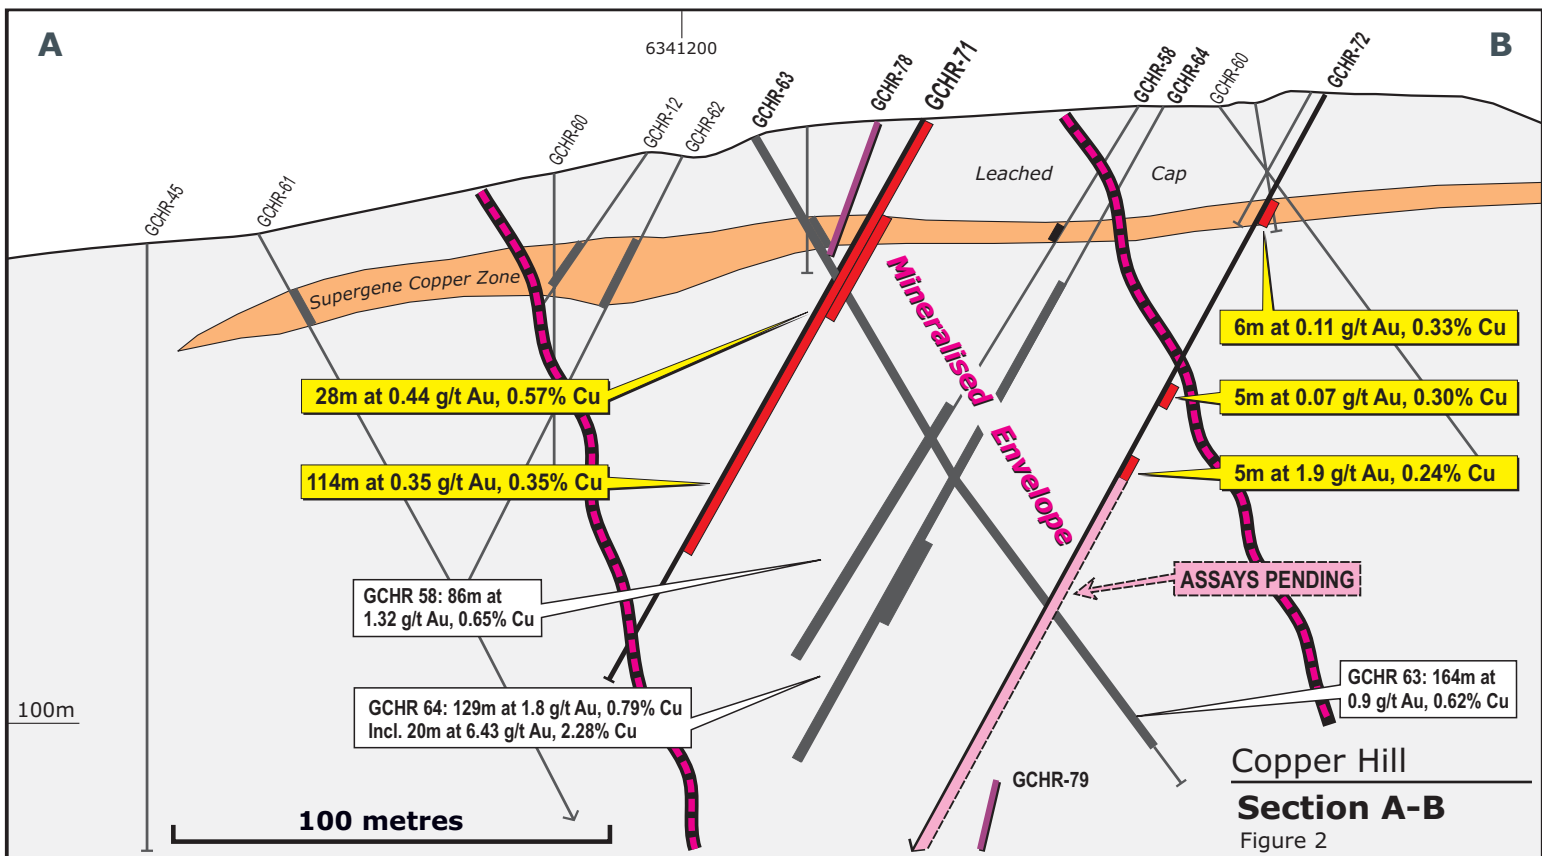 A
6341200
B
GCHR-45
GCHR-61
GCHR-60
GCHR-12
GCHR-62
GCHR-63
GCHR-78
GCHR-71
GCHR-58
GCHR-64
GCHR-60
GCHR-72
Leached Cap
Supergene Copper Zone
Mineralised Envelope
28m at 0.44 g/t Au, 0.57% Cu
114m at 0.35 g/t Au, 0.35% Cu
6m at 0.11 g/t Au, 0.33% Cu
5m at 0.07 g/t Au, 0.30% Cu
5m at 1.9 g/t Au, 0.24% Cu
ASSAYS PENDING
GCHR 58: 86m at
1.32 g/t Au, 0.65% Cu
GCHR 64: 129m at 1.8 g/t Au, 0.79% Cu
Incl. 20m at 6.43 g/t Au, 2.28% Cu
GCHR 63: 164m at
0.9 g/t Au, 0.62% Cu
100m
GCHR-79
100 metres
Copper Hill
Section A-B
Figure 2